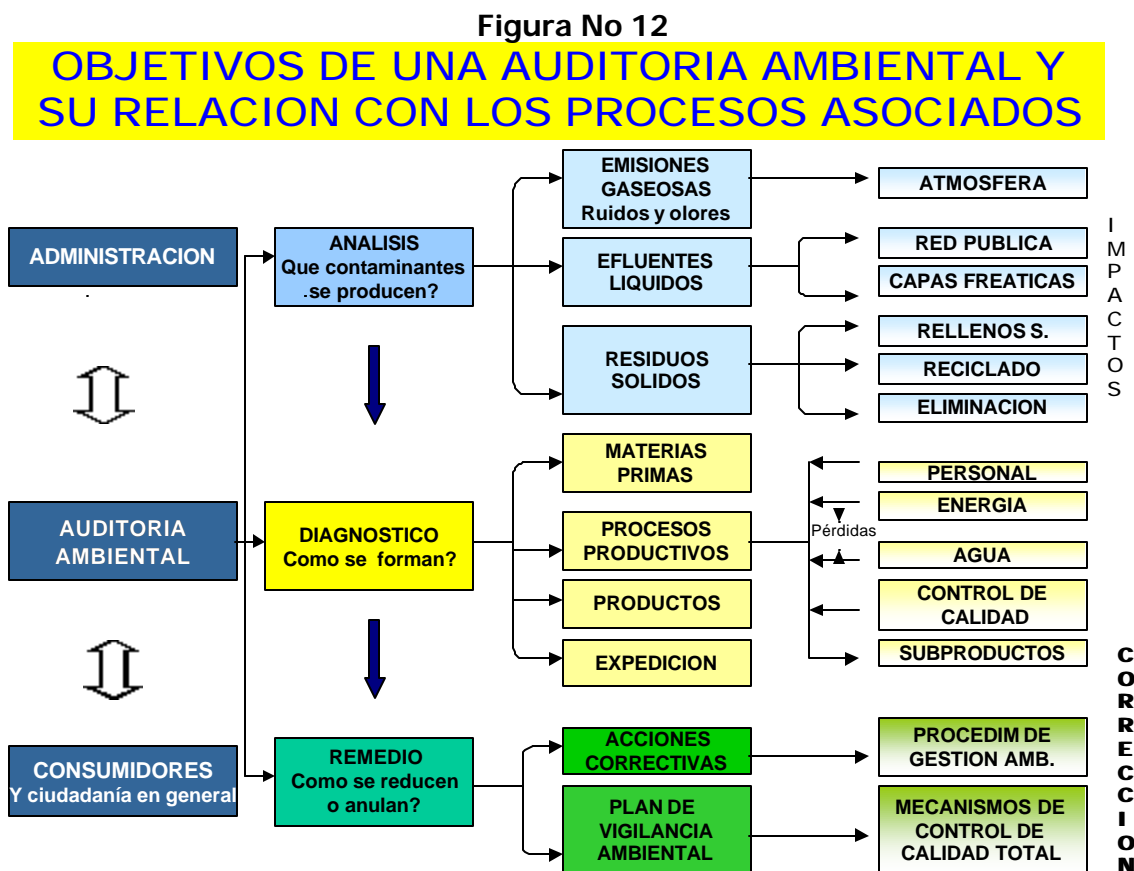 Figura No 12
OBJETIVOS DE UNA AUDITORIA AMBIENTAL Y
SU RELACION CON LOS PROCESOS ASOCIADOS
ADMINISTRACION
AUDITORIA
AMBIENTAL
CONSUMIDORES
Y ciudadanía en general
ANALISIS
Que contaminantes
.se producen?
DIAGNOSTICO
Como se forman?
REMEDIO
Como se reducen
o anulan?
EMISIONES
GASEOSAS
Ruidos y olores
EFLUENTES
LIQUIDOS
RESIDUOS
SOLIDOS
MATERIAS
PRIMAS
PROCESOS
PRODUCTIVOS
PRODUCTOS
EXPEDICION
ACCIONES
CORRECTIVAS
PLAN DE
VIGILANCIA
AMBIENTAL
ATMOSFERA
RED PUBLICA
CAPAS FREATICAS
RELLENOS S.
RECICLADO
ELIMINACION
PERSONAL
ENERGIA
Pérdidas
AGUA
CONTROL DE
CALIDAD
SUBPRODUCTOS
PROCEDIM DE
GESTION AMB.
MECANISMOS DE
CONTROL DE
CALIDAD TOTAL
IMPACTOS
CORRECCION